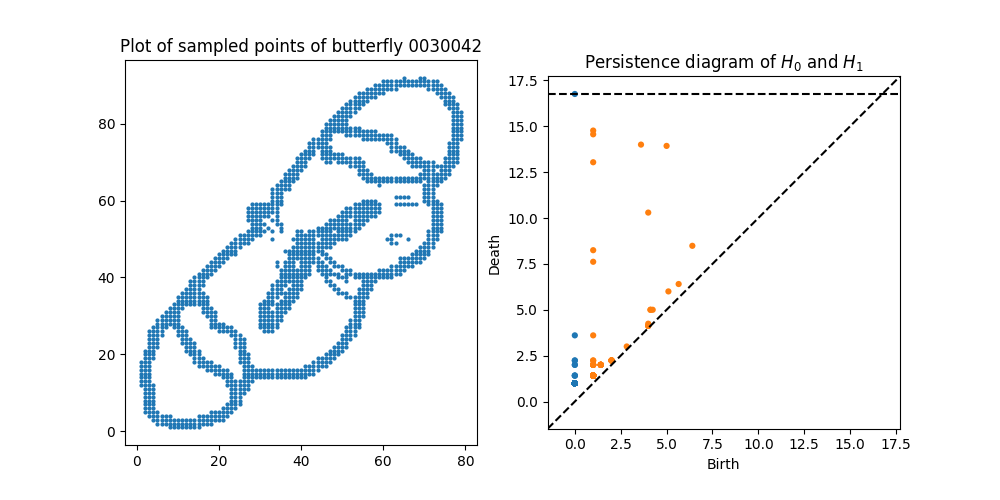 Plot of sampled points of butterfly 0030042
80
60
40
20
0
0 20 40 60 80
Persistence diagram of H₀ and H₁
Death
17.5
15.0
12.5
10.0
7.5
5.0
2.5
0.0
0.0 2.5 5.0 7.5 10.0 12.5 15.0 17.5
Birth